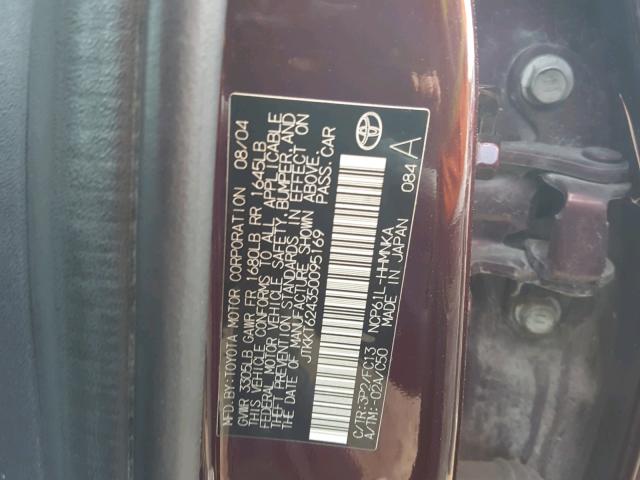 MFD.BY:TOYOTA MOTOR CORPORATION 08/04
GVWR 3305LB GAWR FR 1680LB RR 1645LB
THIS VEHICLE CONFORMS TO ALL APPLICABLE
FEDERAL MOTOR VEHICLE SAFETY, BUMPER, AND
THEFT PREVENTION STANDARDS IN EFFECT ON
THE DATE OF MANUFACTURE SHOWN ABOVE.
JTKKT624350095169 PASS.CAR
C/TR:3P2/FC13 NCP61L-HHMVKA
A/TM:-02A/C50 MADE IN JAPAN 084 A